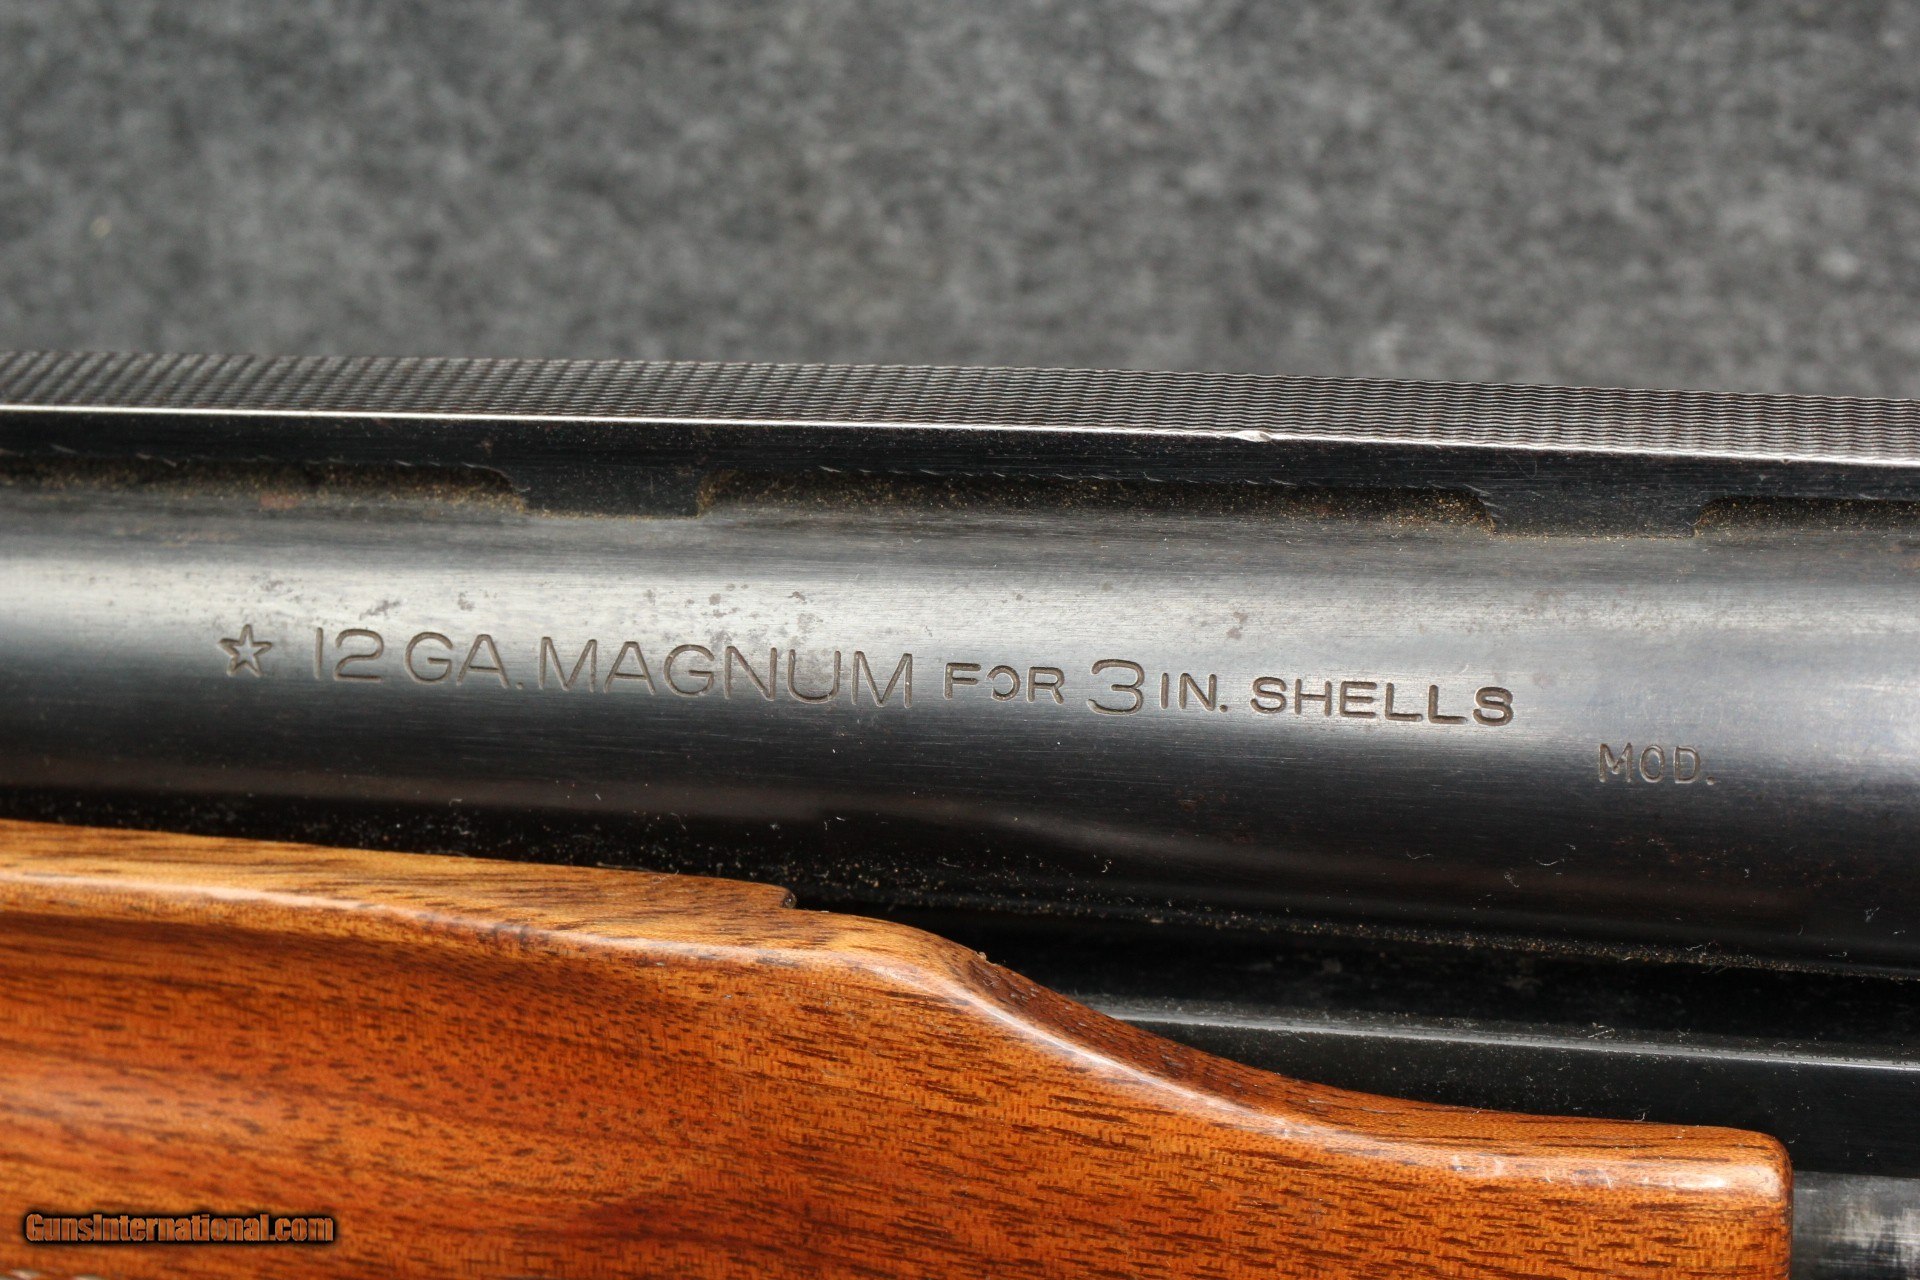 ☆ 12 GA. MAGNUM FOR 3 IN. SHELLS
MOD.
GunsInternational.com